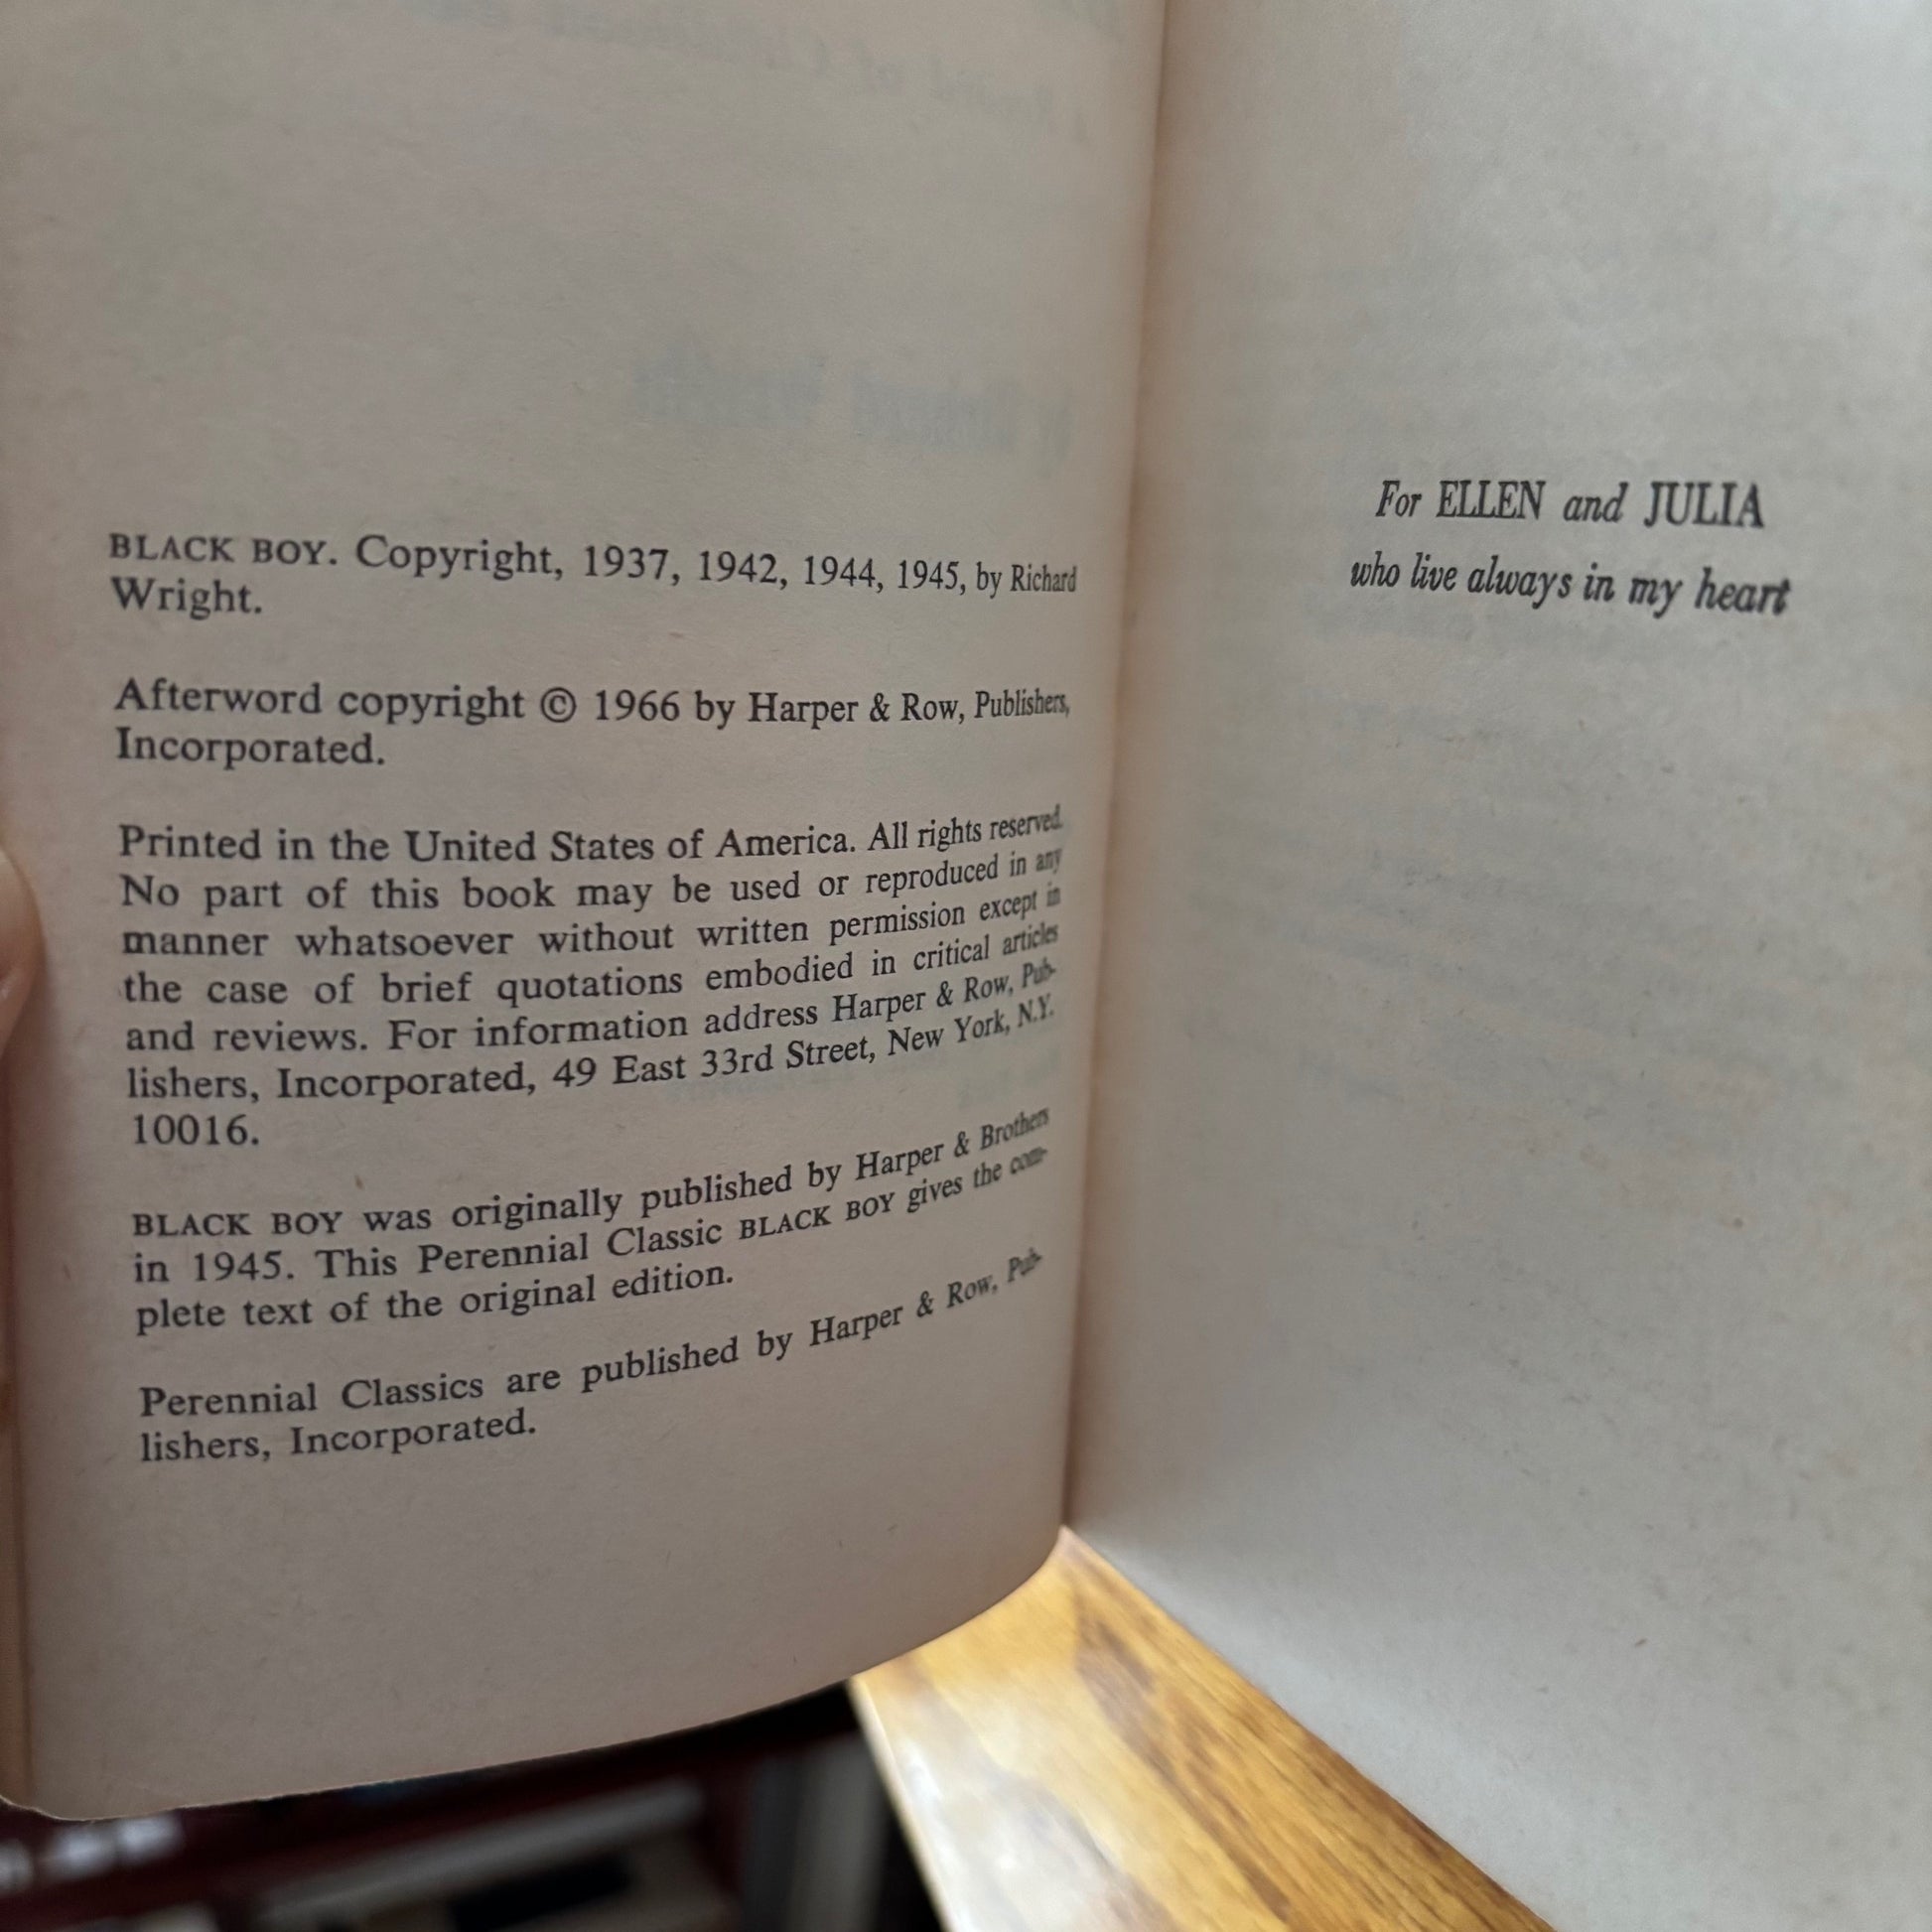 BLACK BOY. Copyright, 1937, 1942, 1944, 1945, by Richard
Wright.
Afterword copyright © 1966 by Harper & Row, Publishers,
Incorporated.
Printed in the United States of America. All rights reserved.
No part of this book may be used or reproduced in any
manner whatsoever without written permission except in
the case of brief quotations embodied in critical articles
and reviews. For information address Harper & Row, Pub-
lishers, Incorporated, 49 East 33rd Street, New York, N.Y.
10016.
BLACK BOY was originally published by Harper & Brothers
in 1945. This Perennial Classic BLACK BOY gives the com-
plete text of the original edition.
Perennial Classics are published by Harper & Row, Pub-
lishers, Incorporated.
For ELLEN and JULIA
who live always in my heart